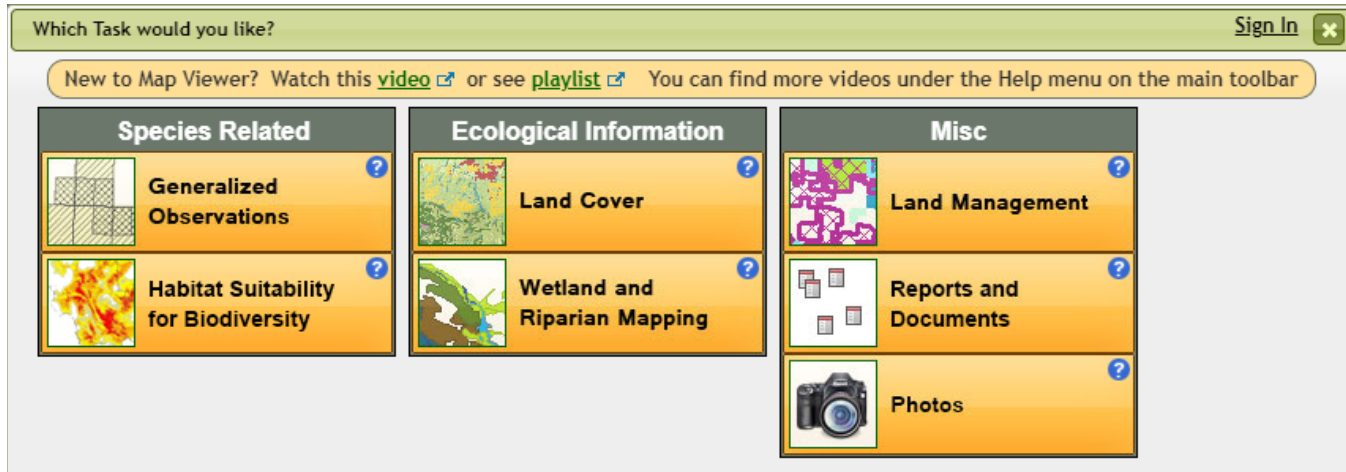 Which Task would you like?
Sign In
New to Map Viewer? Watch this video or see playlist You can find more videos under the Help menu on the main toolbar
Species Related
Generalized
Observations
?
Habitat Suitability
for Biodiversity
?
Ecological Information
Land Cover
?
Wetland and
Riparian Mapping
?
Misc
Land Management
?
Reports and
Documents
?
Photos
?